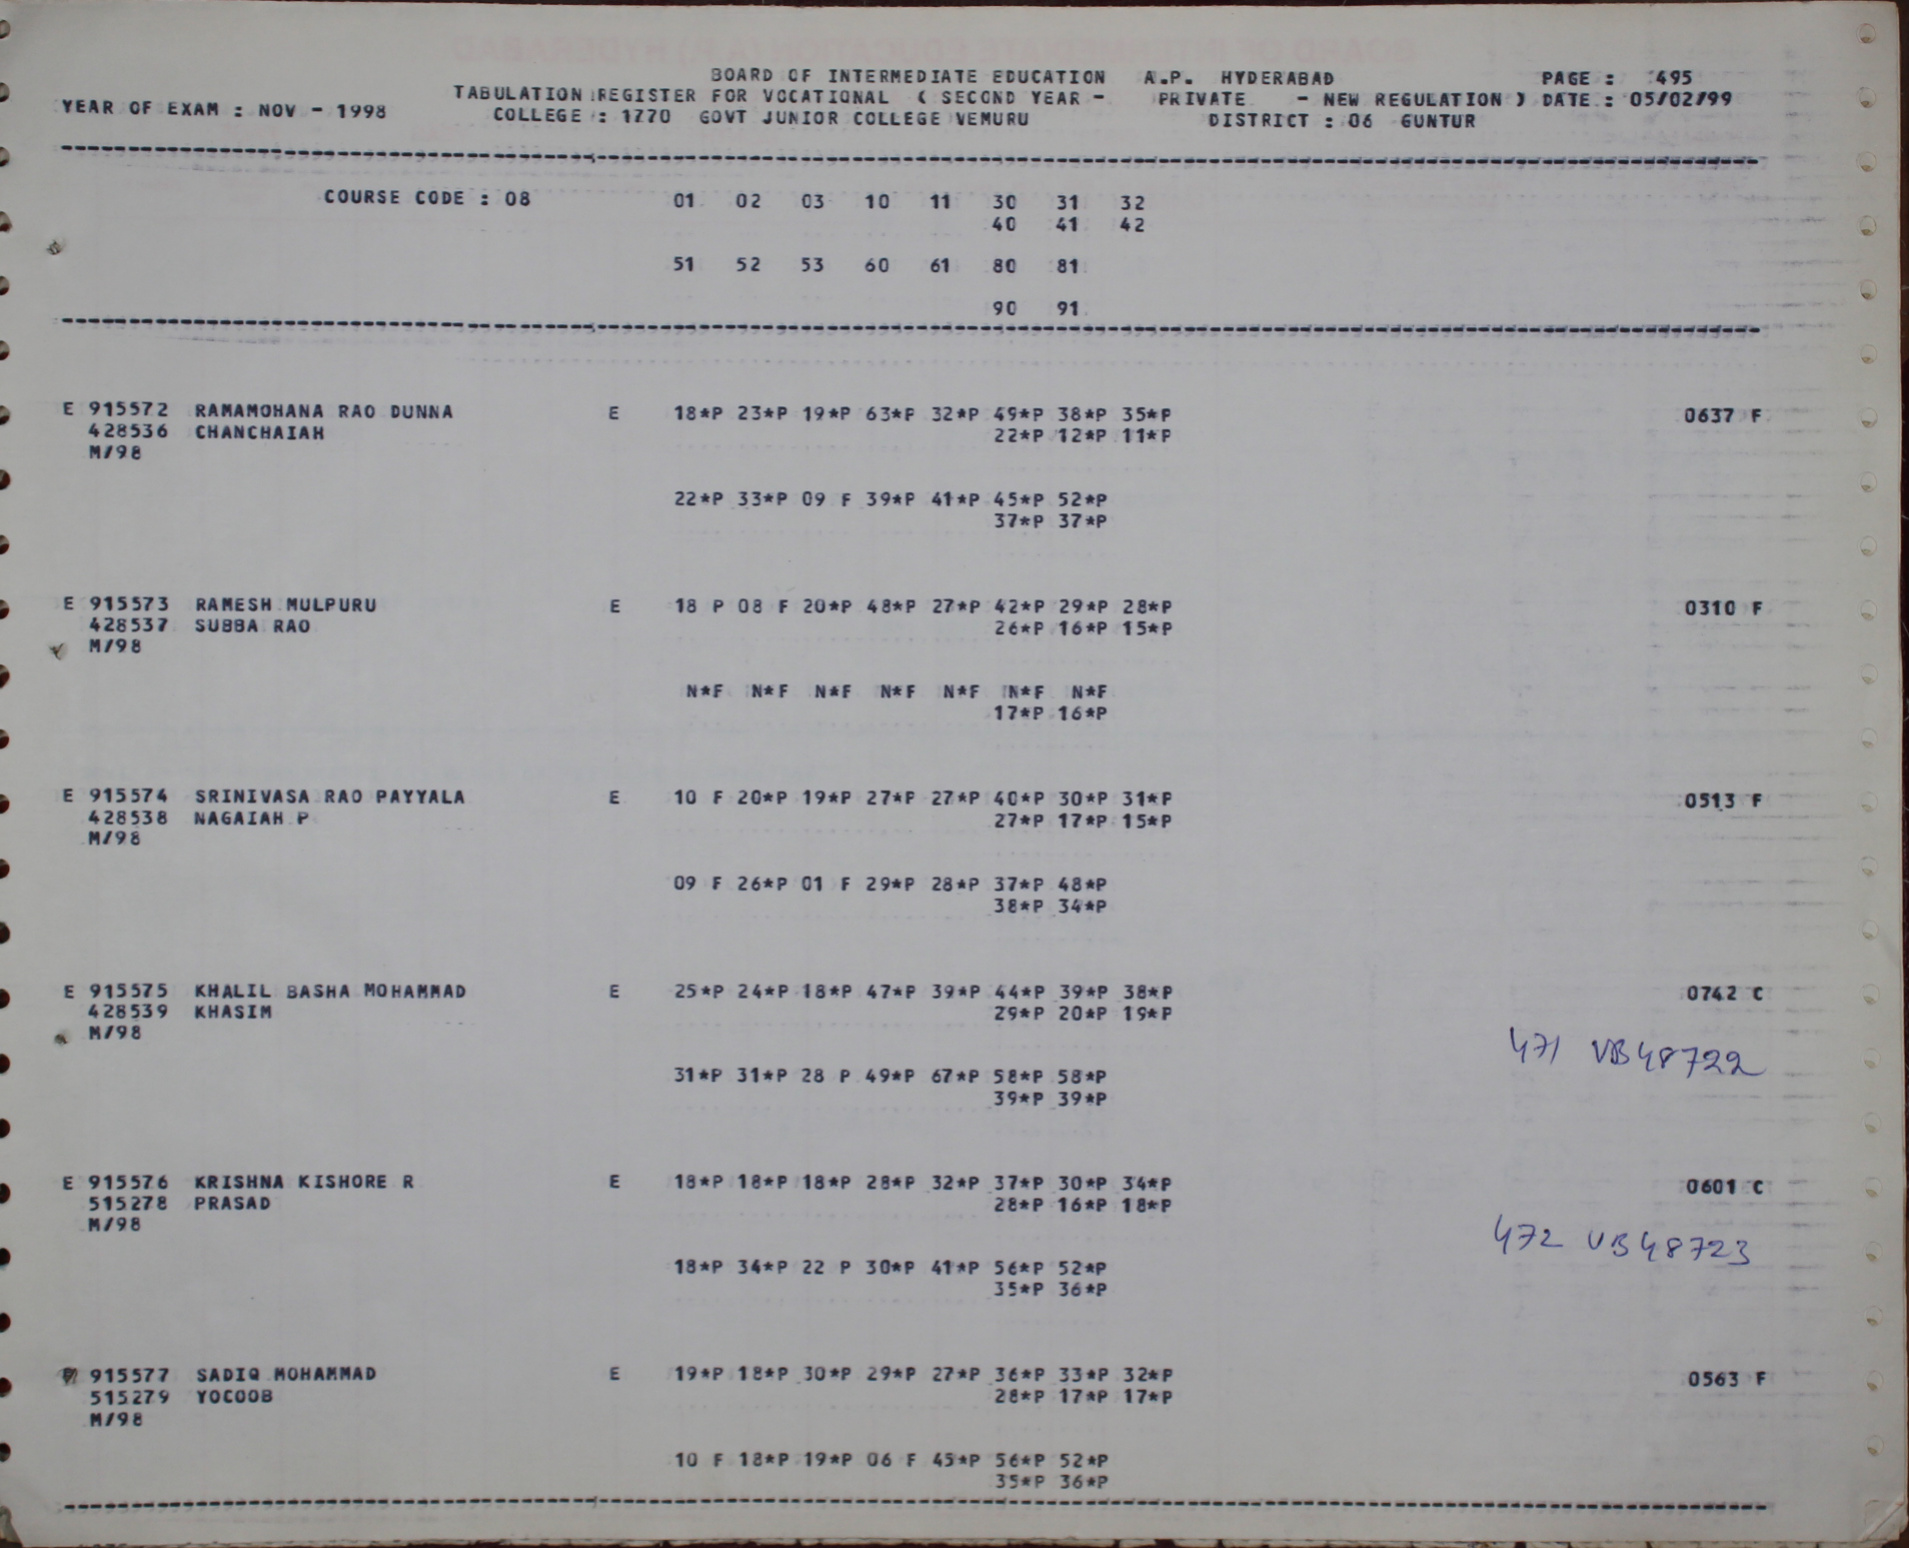 BOARD OF INTERMEDIATE EDUCATION A.P. HYDERABAD PAGE : 495
TABULATION REGISTER FOR VOCATIONAL ( SECOND YEAR - PRIVATE - NEW REGULATION ) DATE : 05/02/99
YEAR OF EXAM : NOV - 1998 COLLEGE : 1770 GOVT JUNIOR COLLEGE VEMURU DISTRICT : 06 GUNTUR
COURSE CODE : 08 01 02 03 10 11 30 31 32
40 41 42
51 52 53 60 61 80 81
90 91
E 915572 RAMAMOHANA RAO DUNNA E 18*P 23*P 19*P 63*P 32*P 49*P 38*P 35*P 0637 F
428536 CHANCHAIAH 22*P 12*P 11*P
M/98
22*P 33*P 09 F 39*P 41*P 45*P 52*P
37*P 37*P
E 915573 RAMESH MULPURU E 18 P 08 F 20*P 48*P 27*P 42*P 29*P 28*P 0310 F
428537 SUBBA RAO 26*P 16*P 15*P
M/98
N*F N*F N*F N*F N*F N*F N*F
17*P 16*P
E 915574 SRINIVASA RAO PAYYALA E 10 F 20*P 19*P 27*P 27*P 40*P 30*P 31*P 0513 F
428538 NAGAIAH P 27*P 17*P 15*P
M/98
09 F 26*P 01 F 29*P 28*P 37*P 48*P
38*P 34*P
E 915575 KHALIL BASHA MOHAMMAD E 25*P 24*P 18*P 47*P 39*P 44*P 39*P 38*P 0742 C
428539 KHASIM 29*P 20*P 19*P
M/98
471 VB48722
31*P 31*P 28 P 49*P 67*P 58*P 58*P
39*P 39*P
E 915576 KRISHNA KISHORE R E 18*P 18*P 18*P 28*P 32*P 37*P 30*P 34*P 0601 C
515278 PRASAD 28*P 16*P 18*P
M/98
472 VB48723
18*P 34*P 22 P 30*P 41*P 56*P 52*P
35*P 36*P
915577 SADIQ MOHAMMAD E 19*P 18*P 30*P 29*P 27*P 36*P 33*P 32*P 0563 F
515279 YOCOOB 28*P 17*P 17*P
M/98
10 F 18*P 19*P 06 F 45*P 56*P 52*P
35*P 36*P